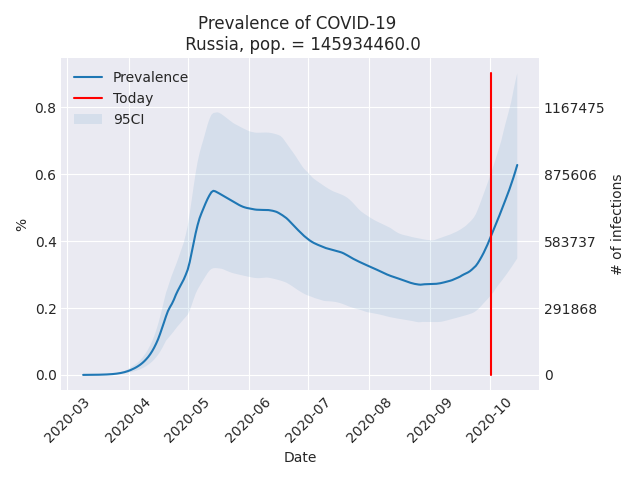 Prevalence of COVID-19
Russia, pop. = 145934460.0
Prevalence
Today
95CI
0.8
0.6
0.4
0.2
0.0
%
1167475
875606
583737
291868
0
# of infections
2020-03
2020-04
2020-05
2020-06
2020-07
2020-08
2020-09
2020-10
Date